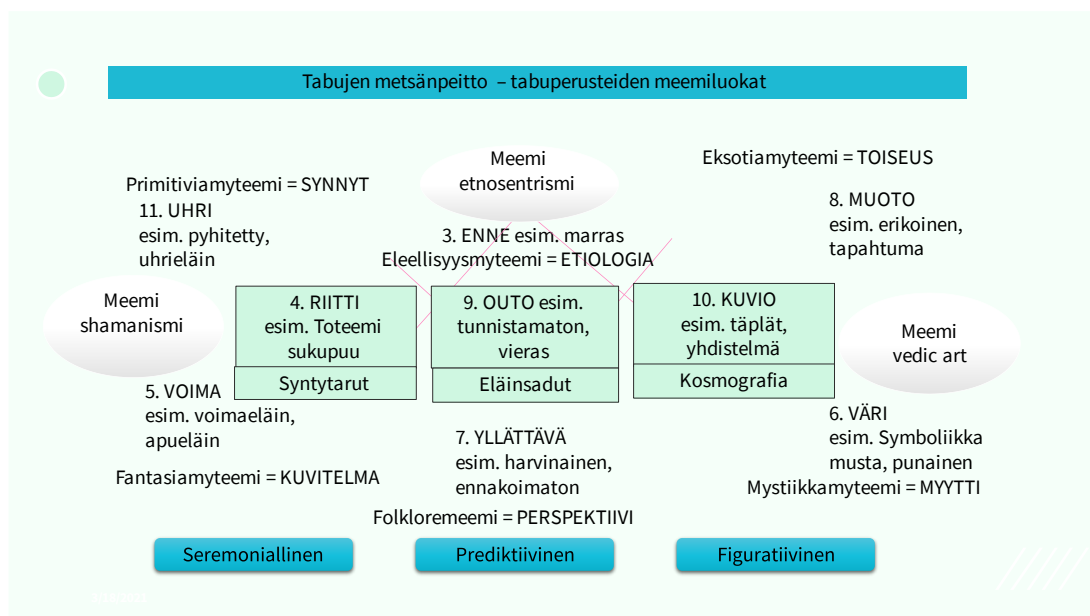 Tabujen metsänpeitto – tabuperusteiden meemiluokat
Meemi
etnosentrismi
Eksotiamyteemi = TOISEUS
Primitiviamyteemi = SYNNYT
11. UHRI
esim. pyhitetty,
uhrieläin
8. MUOTO
esim. erikoinen,
tapahtuma
3. ENNE esim. marras
Eleellisyysmyteemi = ETIOLOGIA
Meemi
shamanismi
4. RIITTI
esim. Toteemi
sukupuu
Syntytarut
9. OUTO esim.
tunnistamaton,
vieras
Eläinsadut
10. KUVIO
esim. täplät,
yhdistelmä
Kosmografia
Meemi
vedic art
5. VOIMA
esim. voimaeläin,
apueläin
Fantasiamyteemi = KUVITELMA
7. YLLÄTTÄVÄ
esim. harvinainen,
ennakoimaton
Folkloremeemi = PERSPEKTIIVI
6. VÄRI
esim. Symboliikka
musta, punainen
Mystiikkamyteemi = MYYTTI
Seremoniallinen
Prediktiivinen
Figuratiivinen